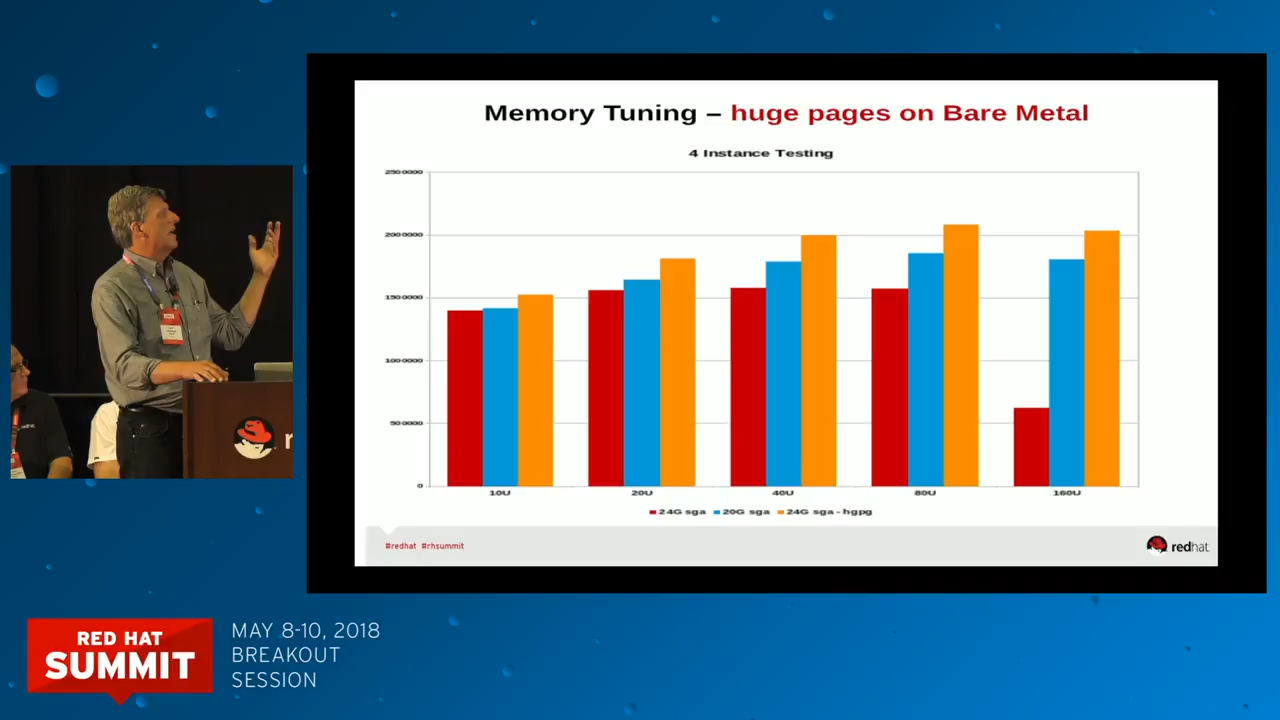 Memory Tuning – huge pages on Bare Metal
4 Instance Testing
2500000
2000000
1500000
1000000
500000
0
10U 20U 40U 80U 160U
24G sga 20G sga 24G sga - hgpg
#redhat #rhsummit
redhat.
RED HAT
SUMMIT
MAY 8-10, 2018
BREAKOUT
SESSION